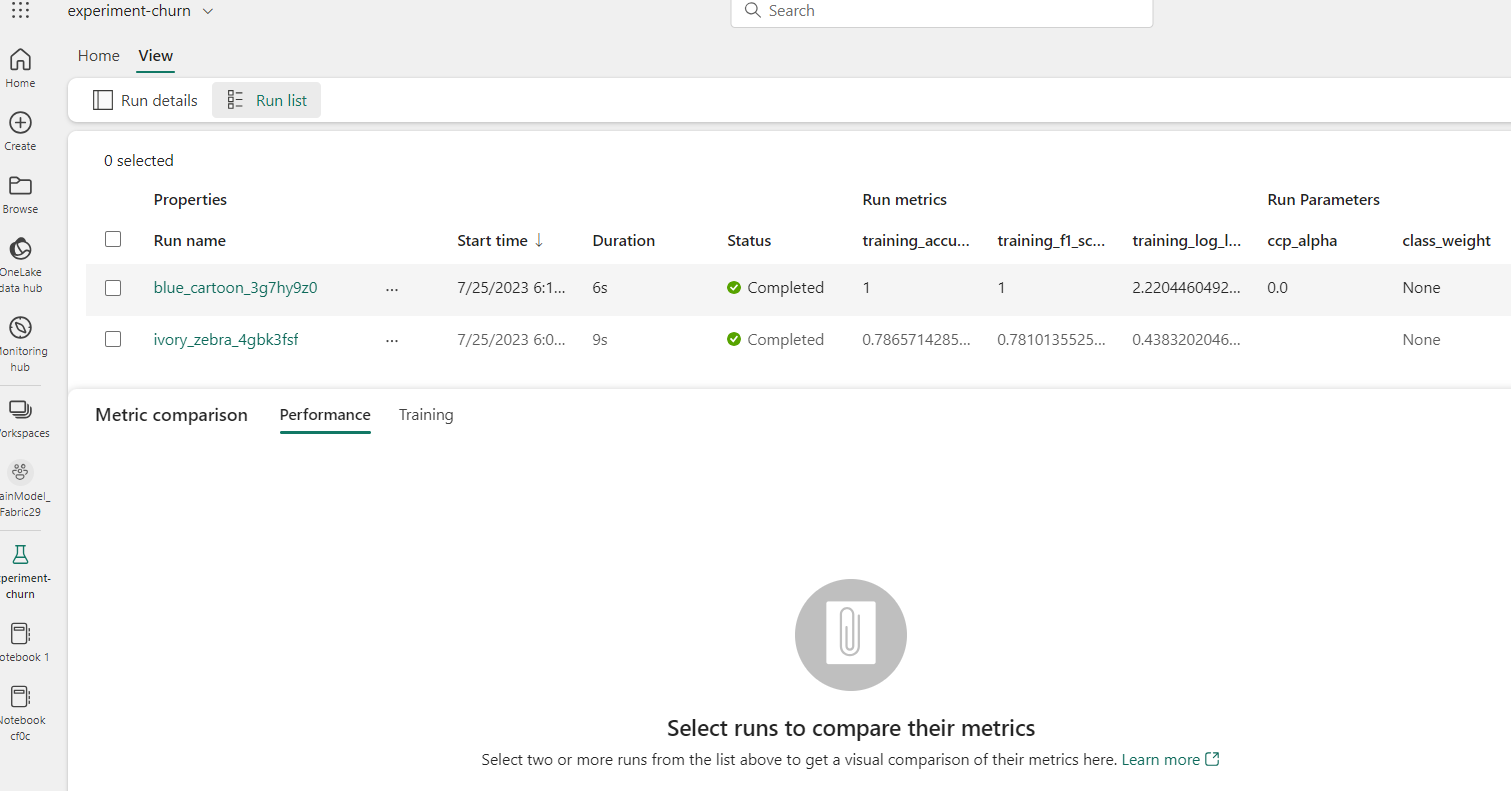 experiment-churn
Search
Home
View
Run details
Run list
Home
Create
Browse
OneLake
data hub
Monitoring
hub
orkspaces
ainModel_
Fabric29
periment-
churn
otebook 1
Notebook
cf0c
0 selected
Properties
Run metrics
Run Parameters
Run name
Start time ↓
Duration
Status
training_accu...
training_f1_sc...
training_log_l...
ccp_alpha
class_weight
blue_cartoon_3g7hy9z0 ... 7/25/2023 6:1... 6s Completed 1 1 2.2204460492... 0.0 None
ivory_zebra_4gbk3fsf ... 7/25/2023 6:0... 9s Completed 0.7865714285... 0.7810135525... 0.4383202046... None
Metric comparison
Performance
Training
Select runs to compare their metrics
Select two or more runs from the list above to get a visual comparison of their metrics here. Learn more